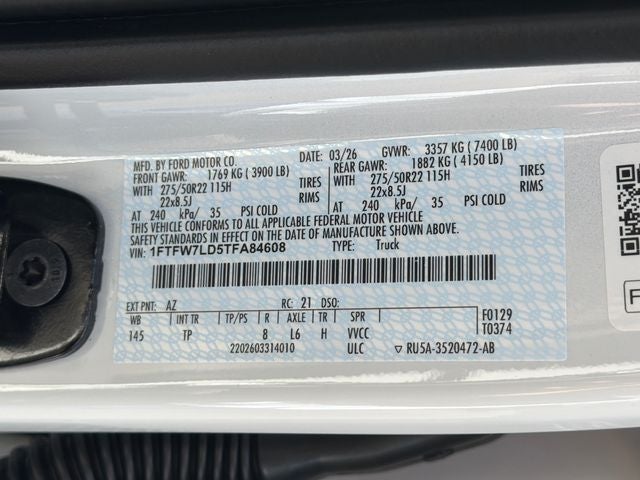 MFD. BY FORD MOTOR CO.
DATE: 03/26 GVWR: 3357 KG ( 7400 LB)
FRONT GAWR: 1769 KG ( 3900 LB) REAR GAWR: 1882 KG ( 4150 LB)
WITH 275/50R22 115H TIRES WITH 275/50R22 115H TIRES
22x8.5J RIMS 22x8.5J RIMS
AT 240 kPa/ 35 PSI COLD AT 240 kPa/ 35 PSI COLD
THIS VEHICLE CONFORMS TO ALL APPLICABLE FEDERAL MOTOR VEHICLE
SAFETY STANDARDS IN EFFECT ON THE DATE OF MANUFACTURE SHOWN ABOVE.
VIN: 1FTFW7LD5TFA84608 TYPE: Truck
EXT PNT: AZ RC: 21 DSO:
WB INT TR TP/PS R AXLE TR SPR F0129
145 TP 8 L6 H VVCC T0374
2202603314010 ULC ▽ RU5A-3520472-AB